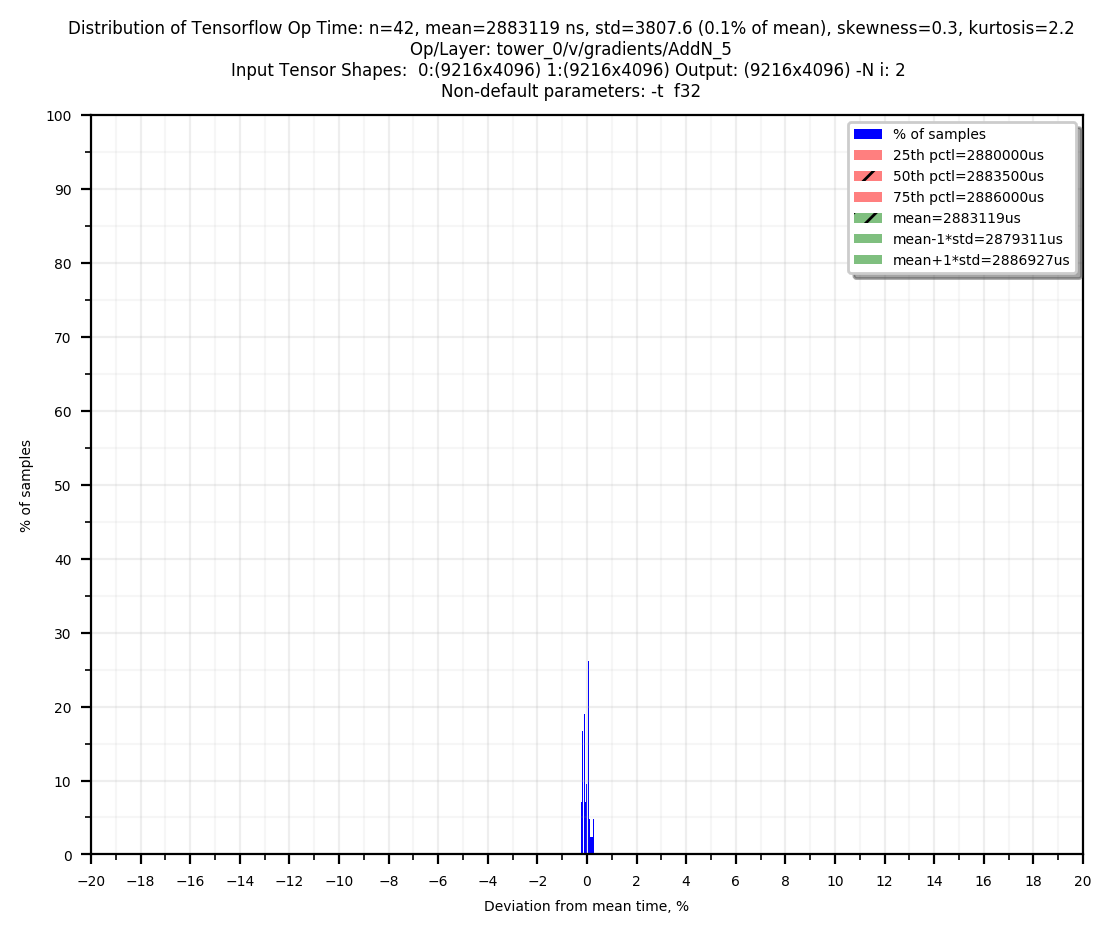 Distribution of Tensorflow Op Time: n=42, mean=2883119 ns, std=3807.6 (0.1% of mean), skewness=0.3, kurtosis=2.2
Op/Layer: tower_0/v/gradients/AddN_5
Input Tensor Shapes:  0:(9216x4096) 1:(9216x4096) Output: (9216x4096) -N i: 2
Non-default parameters: -t  f32
% of samples
25th pctl=2880000us
50th pctl=2883500us
75th pctl=2886000us
mean=2883119us
mean-1*std=2879311us
mean+1*std=2886927us
% of samples
100
90
80
70
60
50
40
30
20
10
0
−20 −18 −16 −14 −12 −10 −8 −6 −4 −2 0 2 4 6 8 10 12 14 16 18 20
Deviation from mean time, %